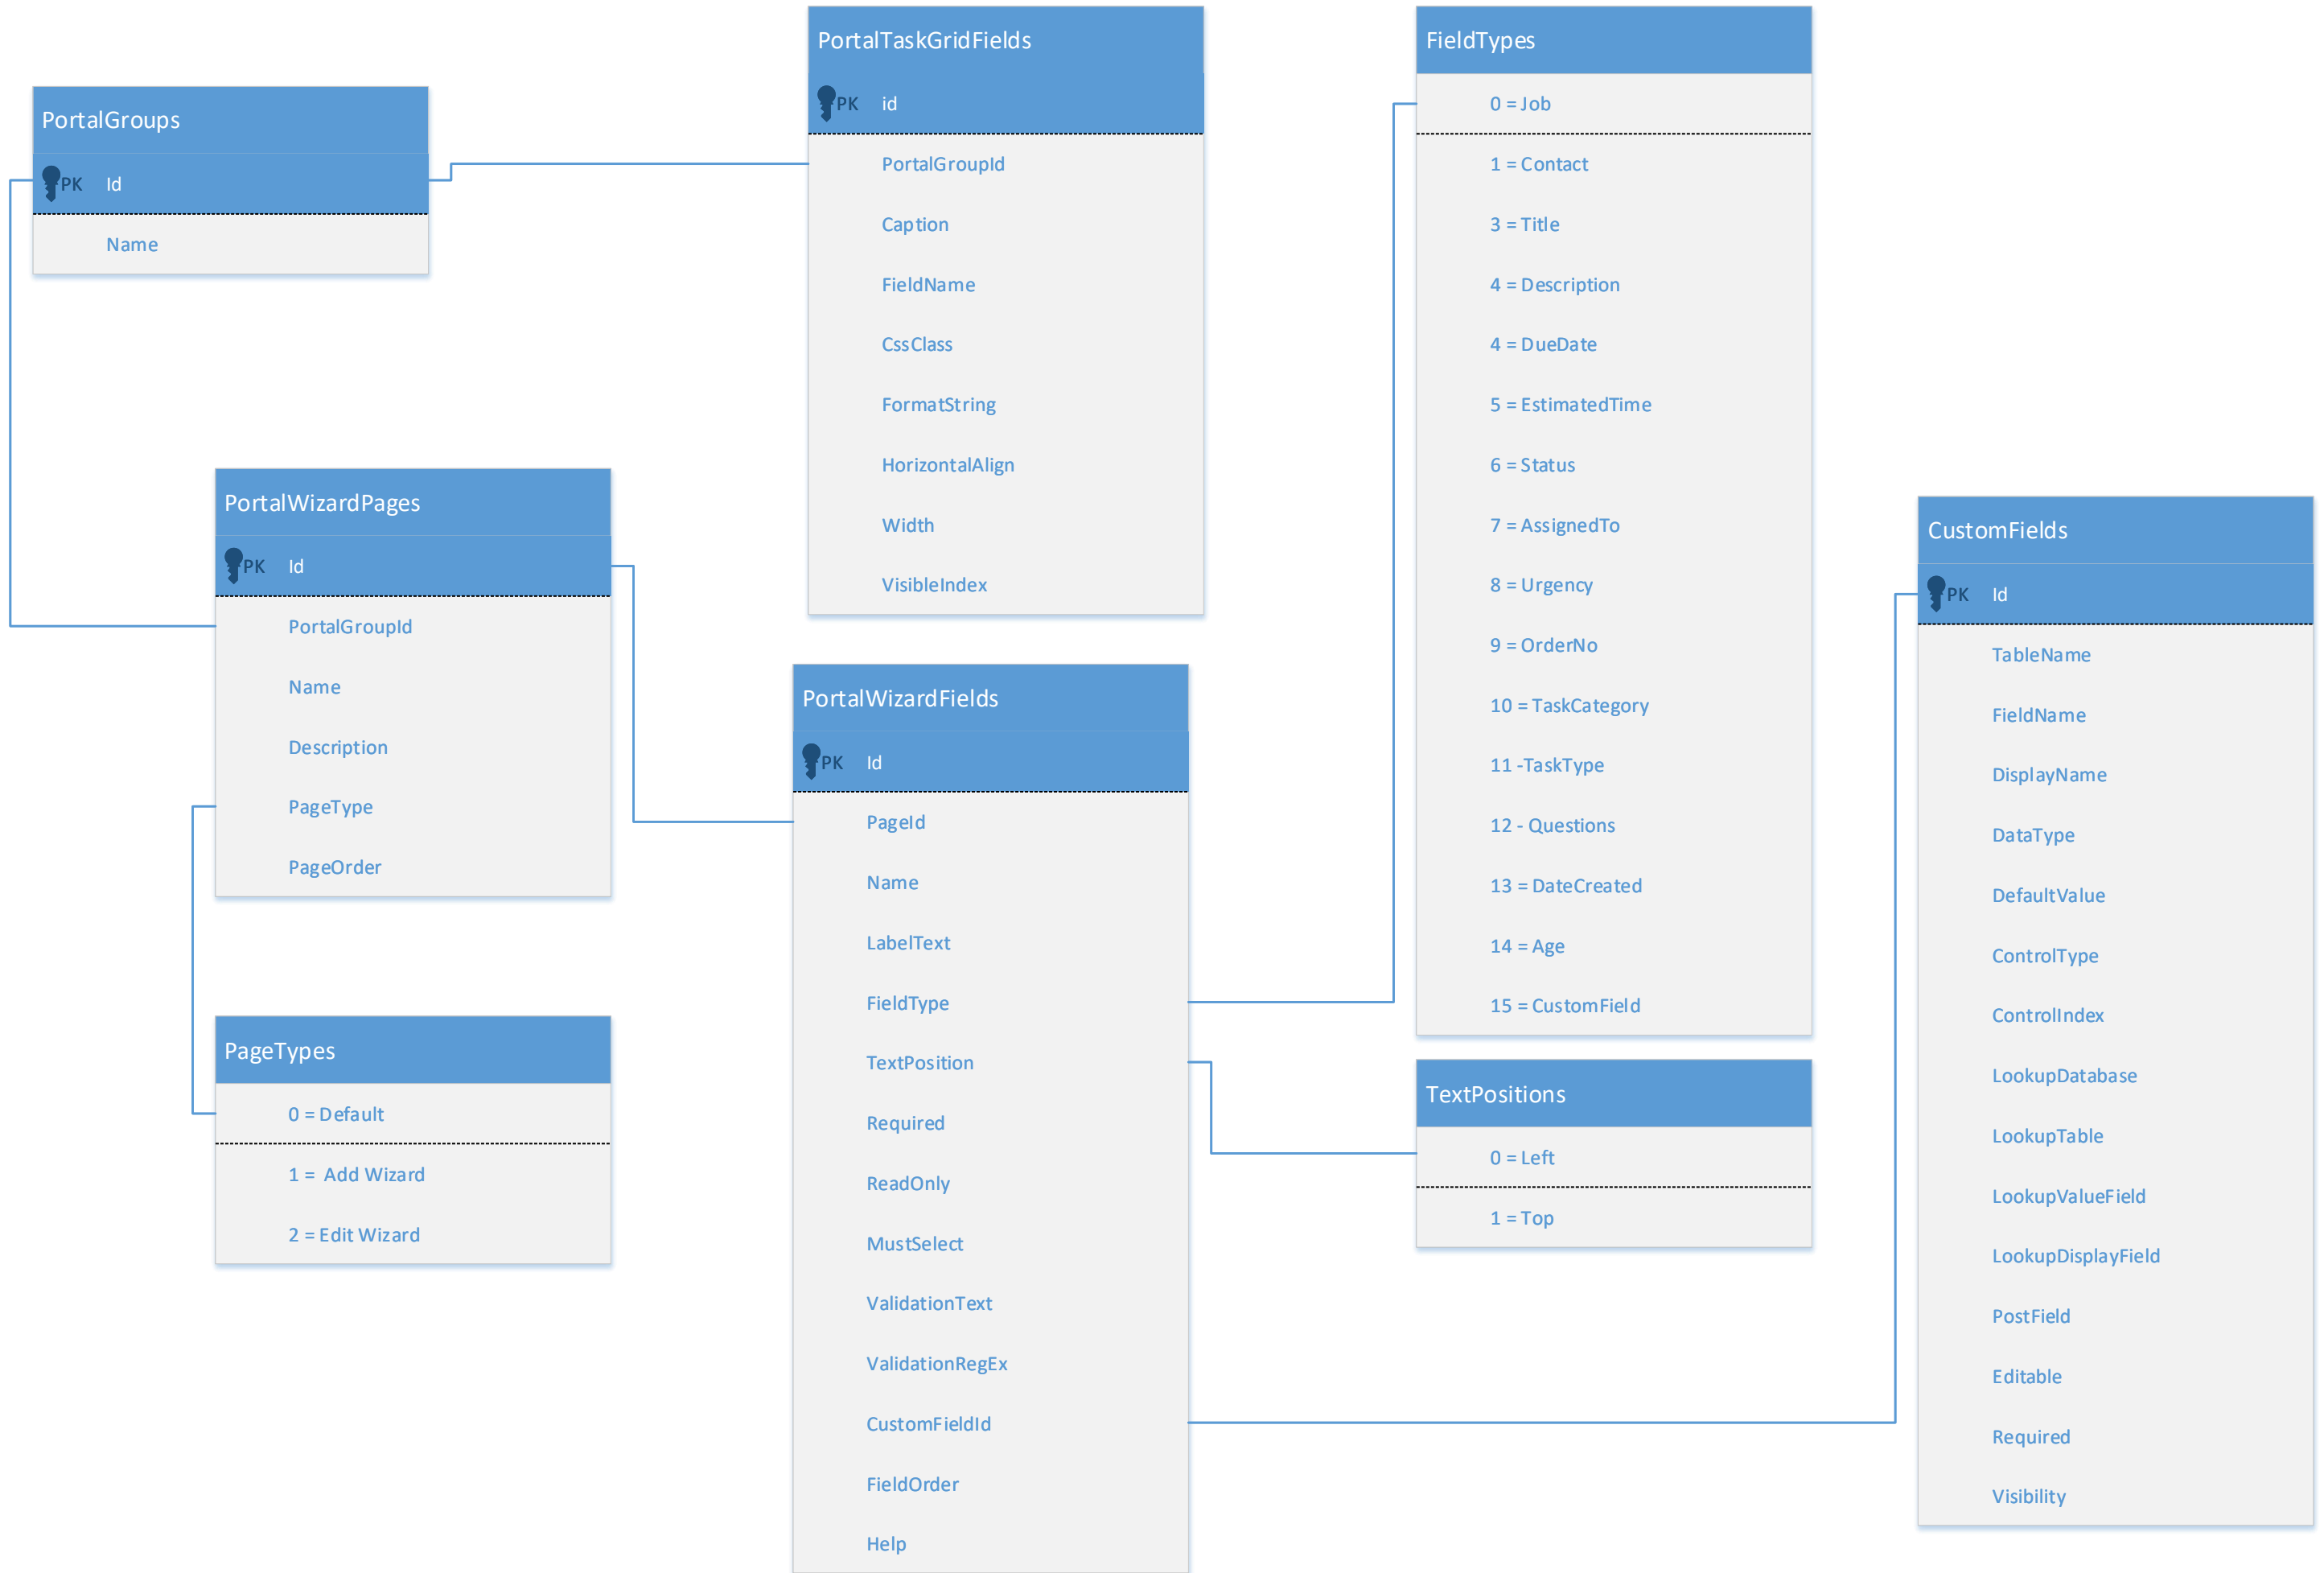 PortalGroups
PK Id
Name
PortalTaskGridFields
PK id
PortalGroupId
Caption
FieldName
CssClass
FormatString
HorizontalAlign
Width
VisibleIndex
FieldTypes
0 = Job
1 = Contact
3 = Title
4 = Description
4 = DueDate
5 = EstimatedTime
6 = Status
7 = AssignedTo
8 = Urgency
9 = OrderNo
10 = TaskCategory
11 -TaskType
12 - Questions
13 = DateCreated
14 = Age
15 = CustomField
PortalWizardPages
PK Id
PortalGroupId
Name
Description
PageType
PageOrder
PageTypes
0 = Default
1 = Add Wizard
2 = Edit Wizard
PortalWizardFields
PK Id
PageId
Name
LabelText
FieldType
TextPosition
Required
ReadOnly
MustSelect
ValidationText
ValidationRegEx
CustomFieldId
FieldOrder
Help
TextPositions
0 = Left
1 = Top
CustomFields
PK Id
TableName
FieldName
DisplayName
DataType
DefaultValue
ControlType
ControlIndex
LookupDatabase
LookupTable
LookupValueField
LookupDisplayField
PostField
Editable
Required
Visibility